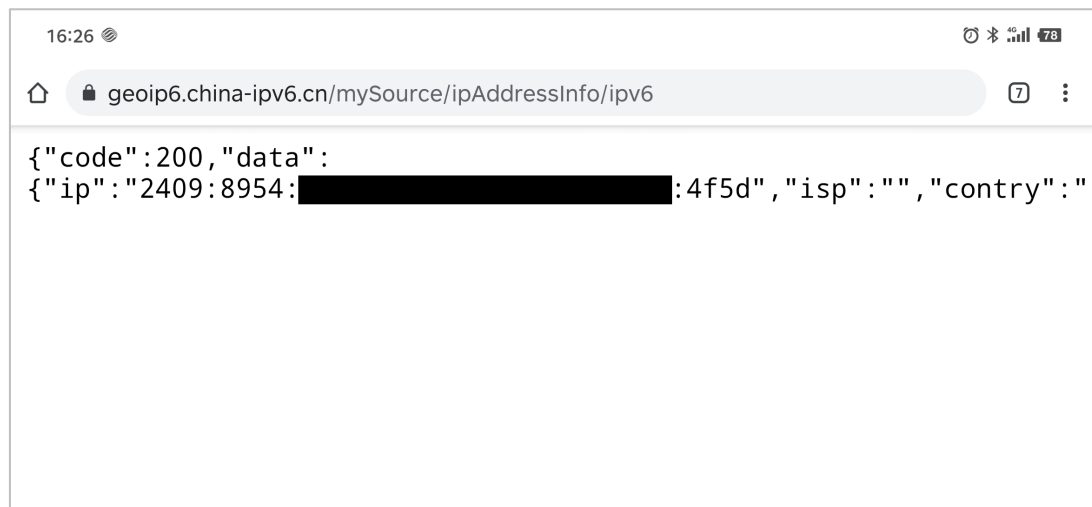 16:26 4G 78
geoip6.china-ipv6.cn/mySource/ipAddressInfo/ipv6 7
{"code":200,"data":
{"ip":"2409:8954: :4f5d","isp":"","contry":"